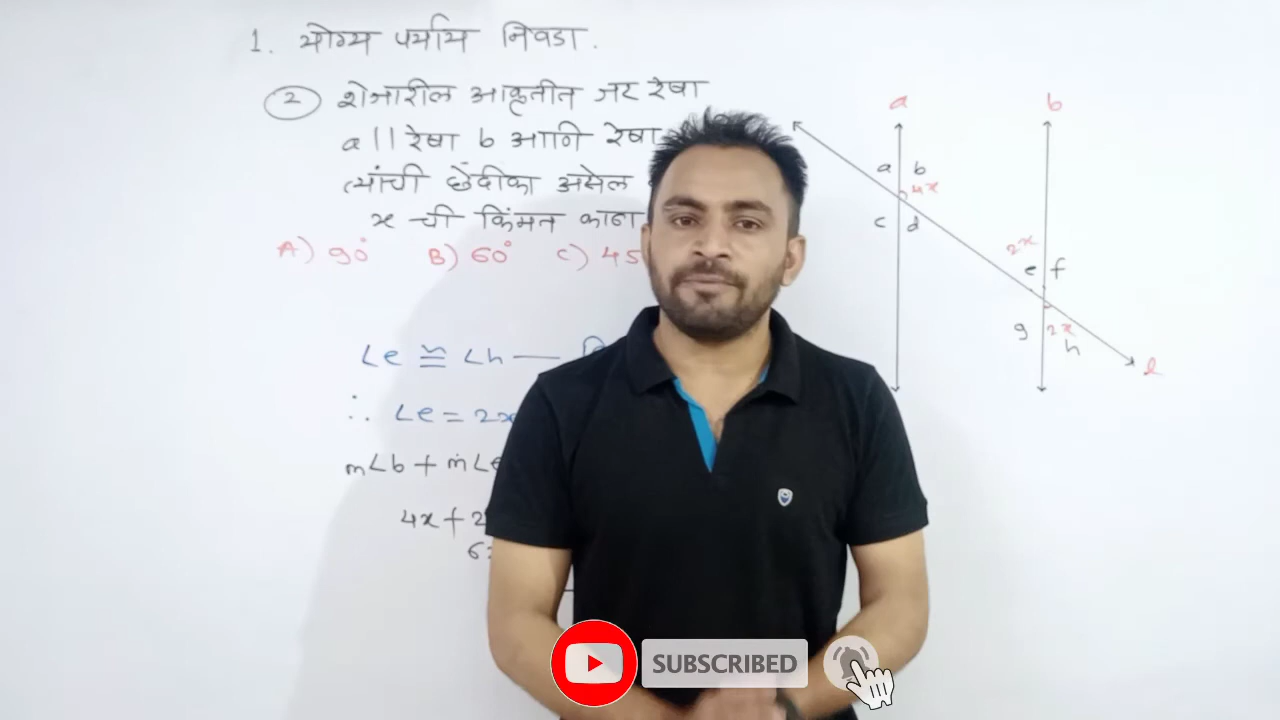 1. योग्य पर्याय निवडा.
2 शेजारील आकृतीत जर रेषा
a || रेषा b आणि रेषा
त्यांची छेदीका असेल
x ची किंमत काढा
A) 90° B) 60° C) 45
∠e ≅ ∠h —
∴ ∠e = 2x
m∠b + m∠e
4x + 2
6
a
b
a b
4x
c d
2x
e f
g 2x
h
l
SUBSCRIBED